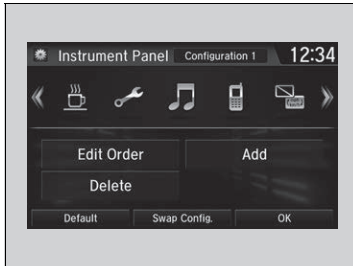 Instrument Panel Configuration 1 12:34
Edit Order Add
Delete
Default Swap Config. OK